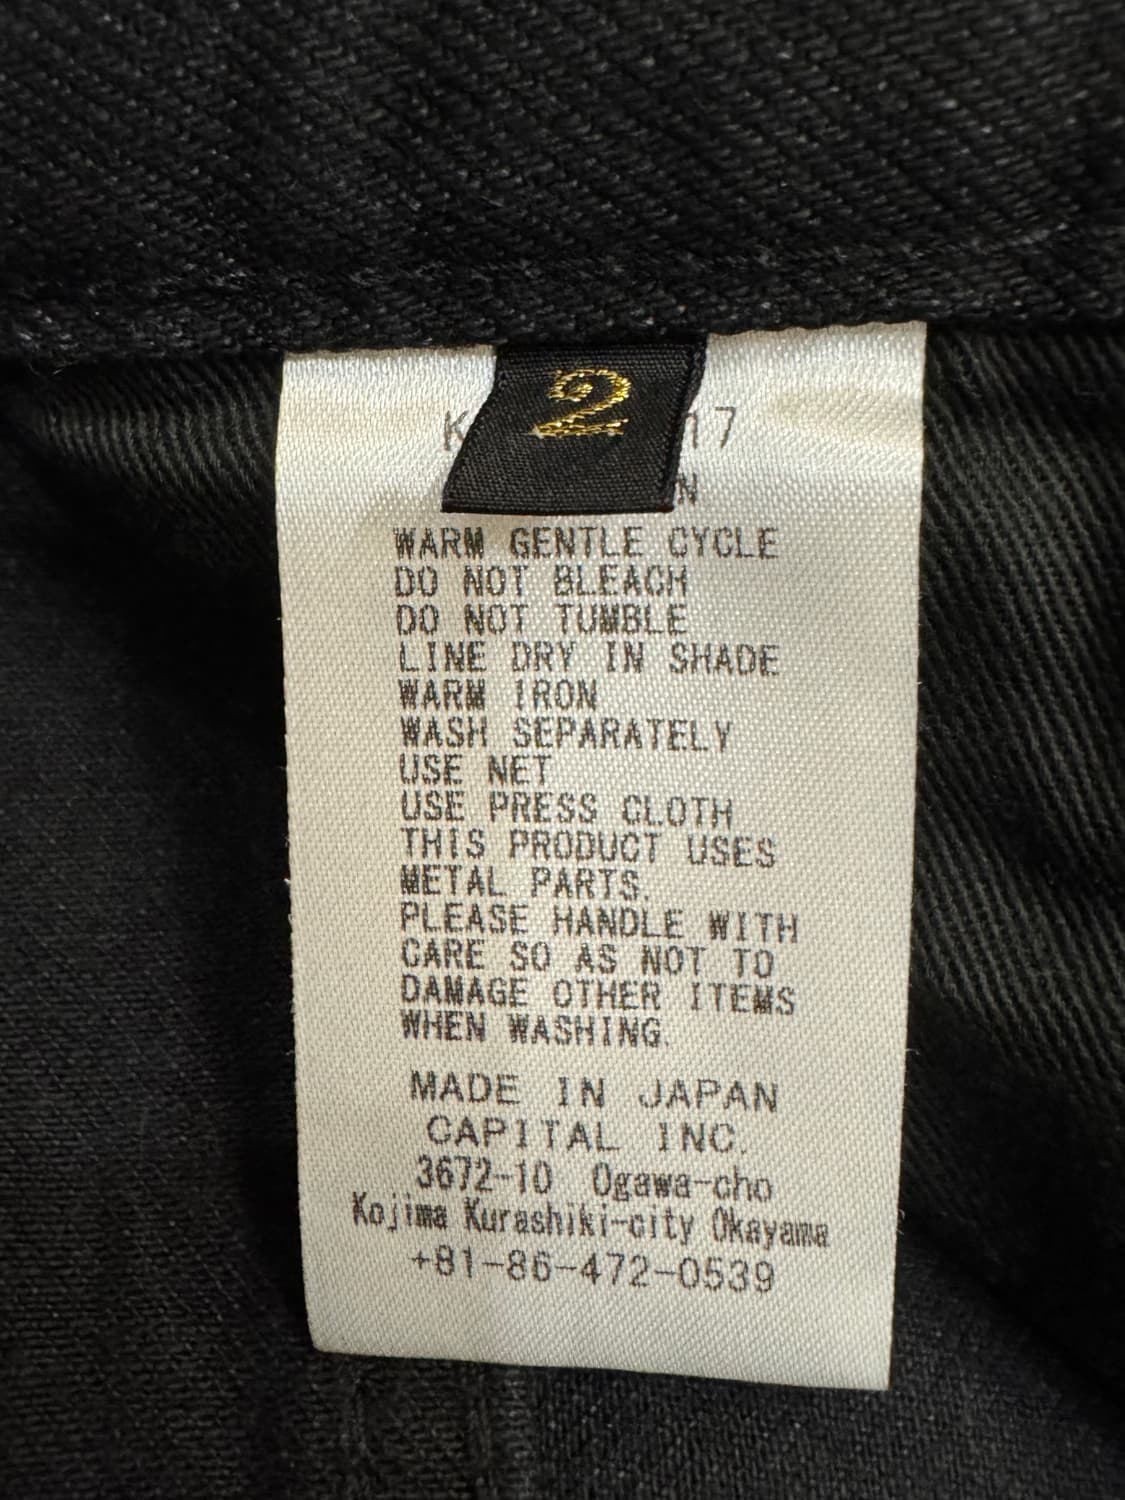 2
WARM GENTLE CYCLE
DO NOT BLEACH
DO NOT TUMBLE
LINE DRY IN SHADE
WARM IRON
WASH SEPARATELY
USE NET
USE PRESS CLOTH
THIS PRODUCT USES
METAL PARTS.
PLEASE HANDLE WITH
CARE SO AS NOT TO
DAMAGE OTHER ITEMS
WHEN WASHING.
MADE IN JAPAN
CAPITAL INC.
3672-10 Ogawa-cho
Kojima Kurashiki-city Okayama
+81-86-472-0539